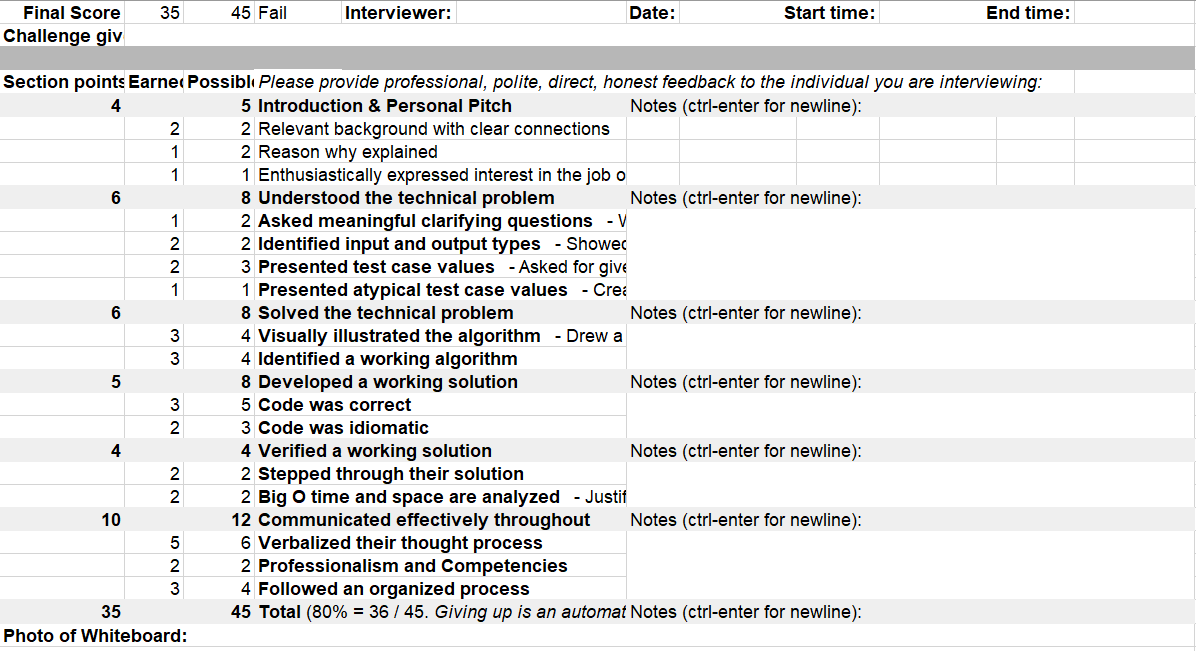 Final Score 35 45 Fail Interviewer: Date: Start time: End time:
Challenge giv
Section points Earned Possible Please provide professional, polite, direct, honest feedback to the individual you are interviewing:
4 5 Introduction & Personal Pitch Notes (ctrl-enter for newline):
2 2 Relevant background with clear connections
1 2 Reason why explained
1 1 Enthusiastically expressed interest in the job o
6 8 Understood the technical problem Notes (ctrl-enter for newline):
1 2 Asked meaningful clarifying questions -
2 2 Identified input and output types - Showed
2 3 Presented test case values - Asked for give
1 1 Presented atypical test case values - Crea
6 8 Solved the technical problem Notes (ctrl-enter for newline):
3 4 Visually illustrated the algorithm - Drew a
3 4 Identified a working algorithm
5 8 Developed a working solution Notes (ctrl-enter for newline):
3 5 Code was correct
2 3 Code was idiomatic
4 4 Verified a working solution Notes (ctrl-enter for newline):
2 2 Stepped through their solution
2 2 Big O time and space are analyzed - Justif
10 12 Communicated effectively throughout Notes (ctrl-enter for newline):
5 6 Verbalized their thought process
2 2 Professionalism and Competencies
3 4 Followed an organized process
35 45 Total (80% = 36 / 45. Giving up is an automat Notes (ctrl-enter for newline):
Photo of Whiteboard: